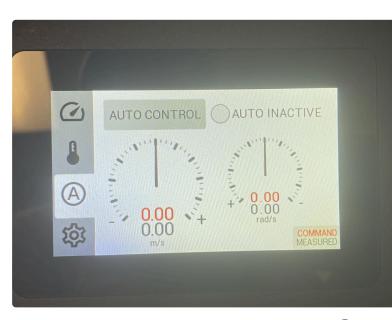 AUTO CONTROL AUTO INACTIVE
A
- 0.00 +
0.00
m/s
+ 0.00 -
0.00
rad/s
COMMAND
MEASURED